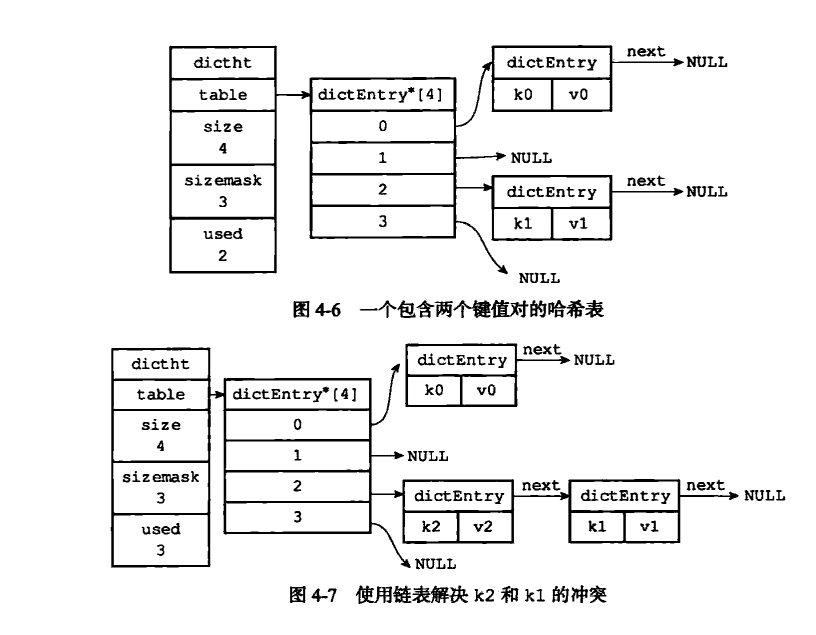 dictht
table
size
4
sizemask
3
used
2
dictEntry*[4]
0
1
2
3
dictEntry
k0 v0
next
NULL
NULL
dictEntry
k1 v1
next
NULL
NULL
图 4-6 一个包含两个键值对的哈希表
dictht
table
size
4
sizemask
3
used
3
dictEntry*[4]
0
1
2
3
dictEntry
k0 v0
next
NULL
NULL
dictEntry
k2 v2
next
dictEntry
k1 v1
next
NULL
NULL
图 4-7 使用链表解决 k2 和 k1 的冲突